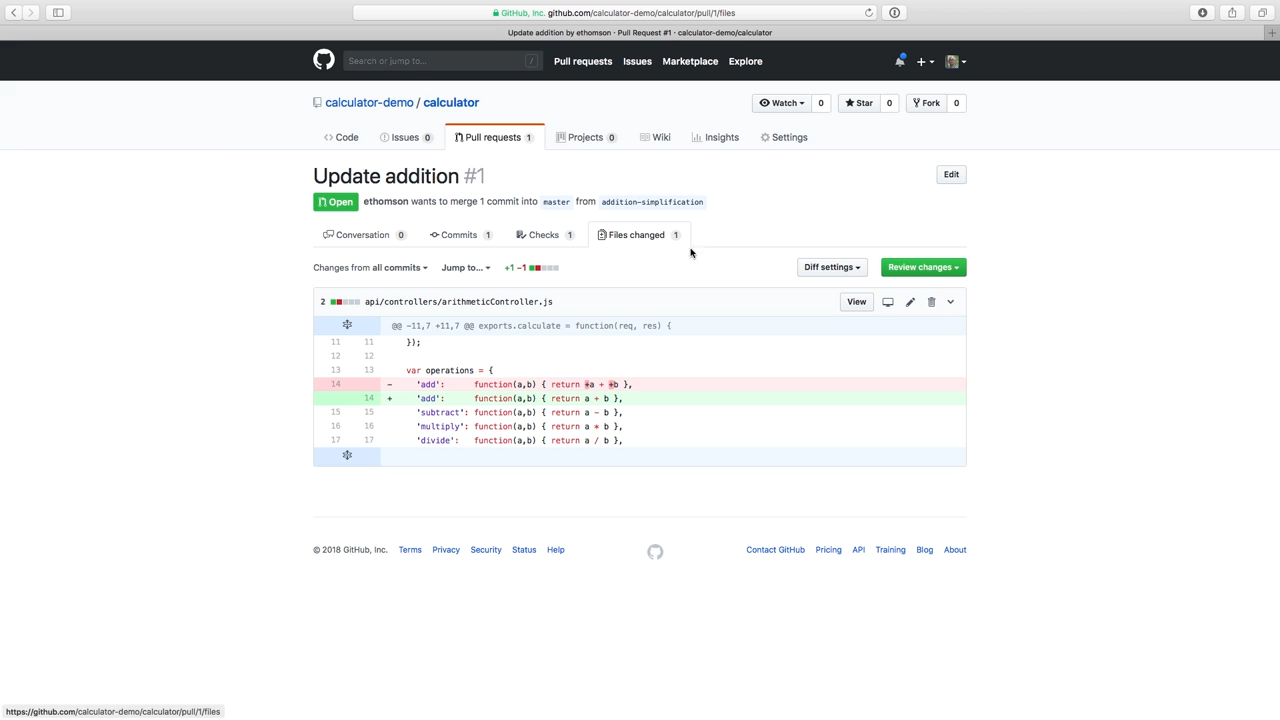 GitHub, Inc. github.com/calculator-demo/calculator/pull/1/files
Update addition by ethomson · Pull Request #1 · calculator-demo/calculator
Search or jump to... / Pull requests Issues Marketplace Explore
calculator-demo / calculator Watch 0 Star 0 Fork 0
Code Issues 0 Pull requests 1 Projects 0 Wiki Insights Settings
Update addition #1 Edit
Open ethomson wants to merge 1 commit into master from addition-simplification
Conversation 0 Commits 1 Checks 1 Files changed 1
Changes from all commits Jump to... +1 −1 Diff settings Review changes
2 api/controllers/arithmeticController.js View
@@ -11,7 +11,7 @@ exports.calculate = function(req, res) {
11 11 });
12 12
13 13 var operations = {
14 - 'add': function(a,b) { return +a + +b },
14 + 'add': function(a,b) { return a + b },
15 15 'subtract': function(a,b) { return a - b },
16 16 'multiply': function(a,b) { return a * b },
17 17 'divide': function(a,b) { return a / b },
© 2018 GitHub, Inc. Terms Privacy Security Status Help Contact GitHub Pricing API Training Blog About
https://github.com/calculator-demo/calculator/pull/1/files